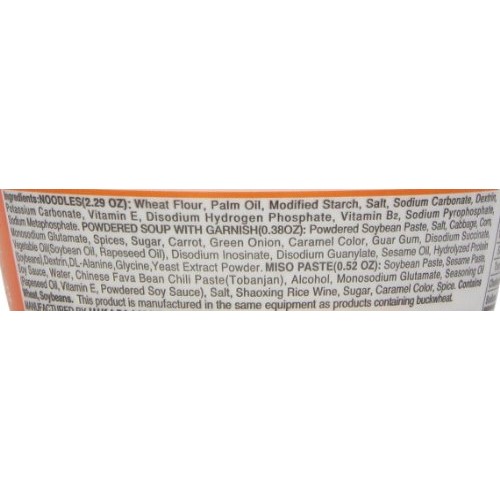 Ingredients:NOODLES(2.29 OZ); Wheat Flour, Palm Oil, Modified Starch, Salt, Sodium Carbonate, Dextrin,
Potassium Carbonate, Vitamin E, Disodium Hydrogen Phosphate, Vitamin B2, Sodium Pyrophosphate,
Sodium Metaphosphate. POWDERED SOUP WITH GARNISH(0.38OZ): Powdered Soybean Paste, Salt, Cabbage, Corn,
Monosodium Glutamate, Spices, Sugar, Carrot, Green Onion, Caramel Color, Guar Gum, Disodium Succinate,
Vegetable Oil(Soybean Oil, Rapeseed Oil), Disodium Inosinate, Disodium Guanylate, Sesame Oil, Hydrolyzed Protein
(Soybeans),Dextrin,DL-Alanine,Glycine,Yeast Extract Powder. MISO PASTE(0.52 OZ): Soybean Paste,
Soy Sauce, Water, Chinese Fava Bean Chili Paste(Tobanjan), Alcohol, Monosodium Glutamate, Seasoning Oil
(Rapeseed Oil, Vitamin E, Powdered Soy Sauce), Salt, Shaoxing Rice Wine, Sugar, Caramel Color, Spice. Contains
Wheat, Soybeans. This product is manufactured in the same equipment as products containing buckwheat.
MANUFACTURED BY